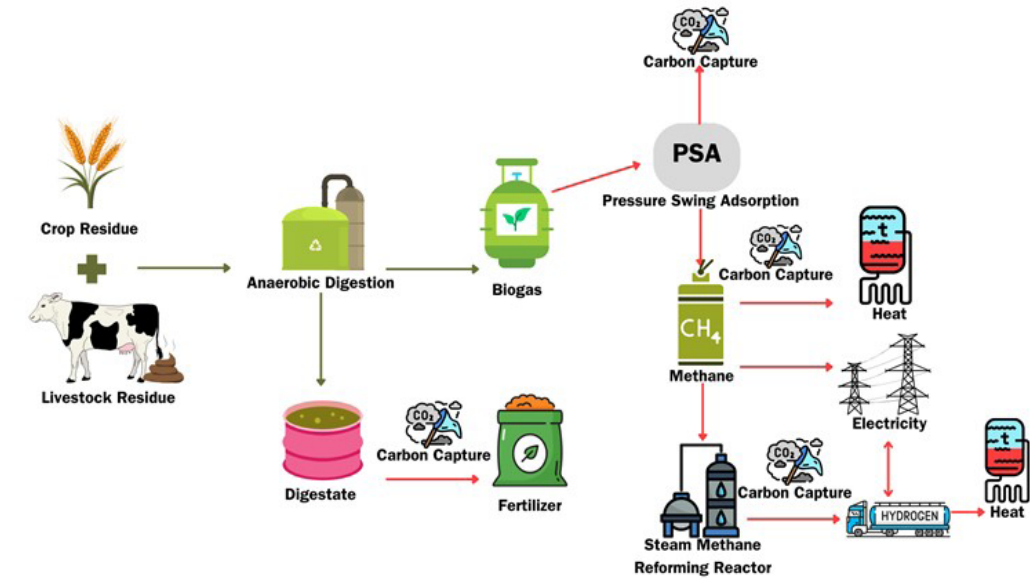 CO₂
Carbon Capture
PSA
Pressure Swing Adsorption
Crop Residue
Livestock Residue
Anaerobic Digestion
Biogas
CO₂
Carbon Capture
t
Heat
CH₄
Methane
Electricity
CO₂
Carbon Capture
Digestate
Fertilizer
CO₂
Carbon Capture
Steam Methane
Reforming Reactor
HYDROGEN
t
Heat